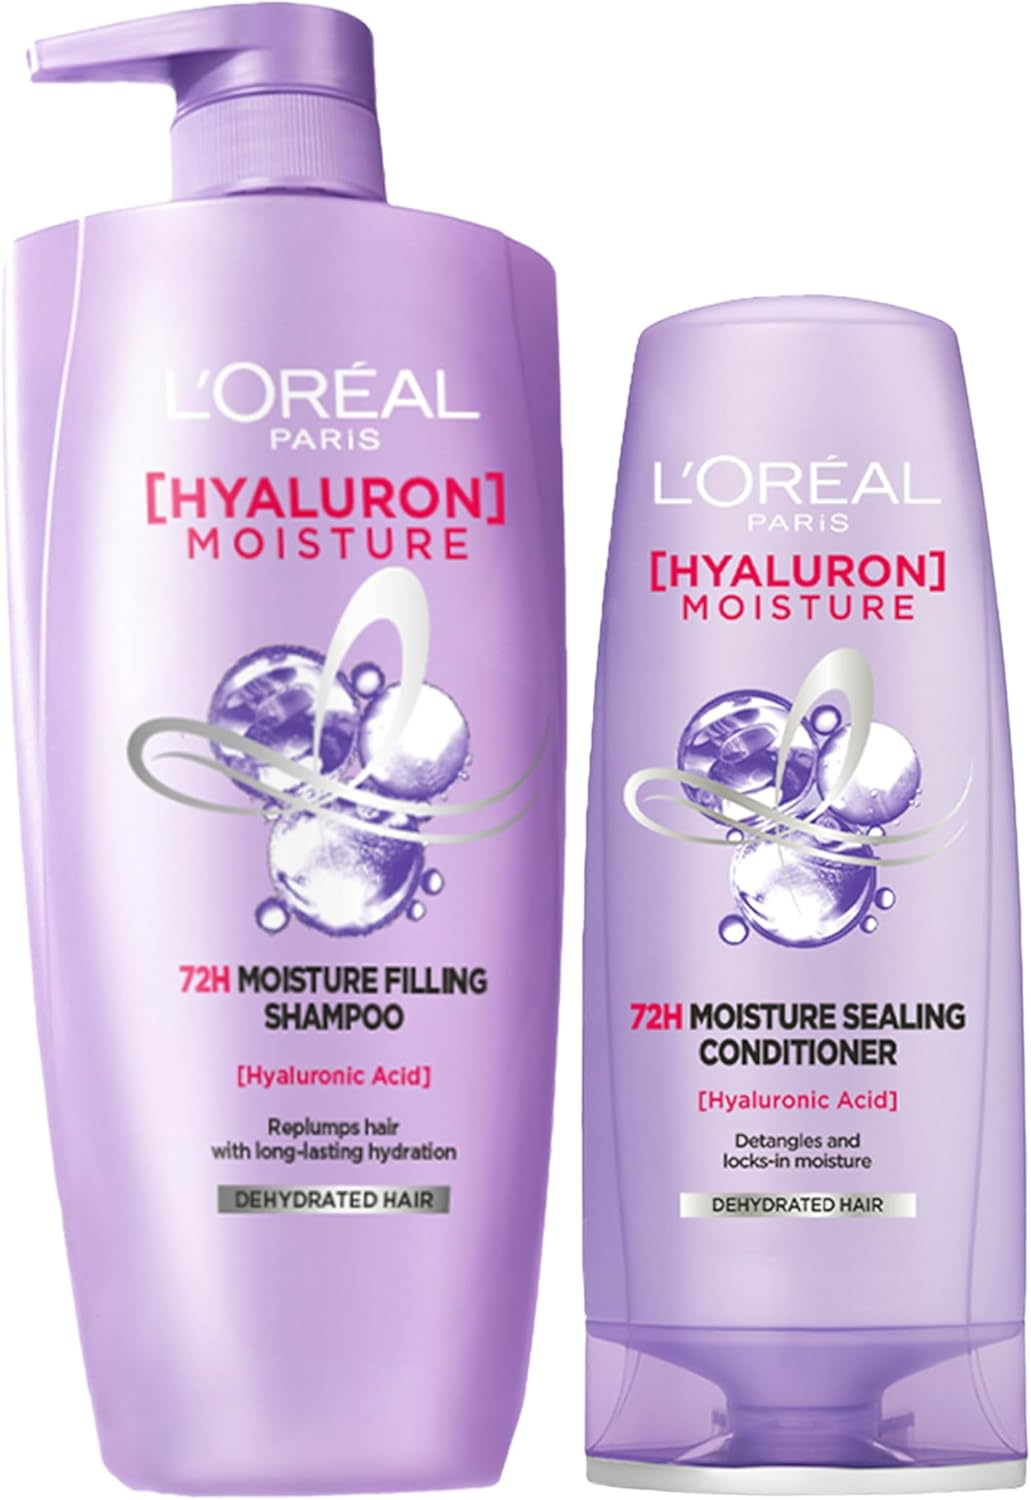 L'ORÉAL
PARiS
[HYALURON]
MOISTURE
72H MOISTURE FILLING
SHAMPOO
[Hyaluronic Acid]
Replumps hair
with long-lasting hydration
DEHYDRATED HAIR
L'ORÉAL
PARiS
[HYALURON]
MOISTURE
72H MOISTURE SEALING
CONDITIONER
[Hyaluronic Acid]
Detangles and
locks-in moisture
DEHYDRATED HAIR